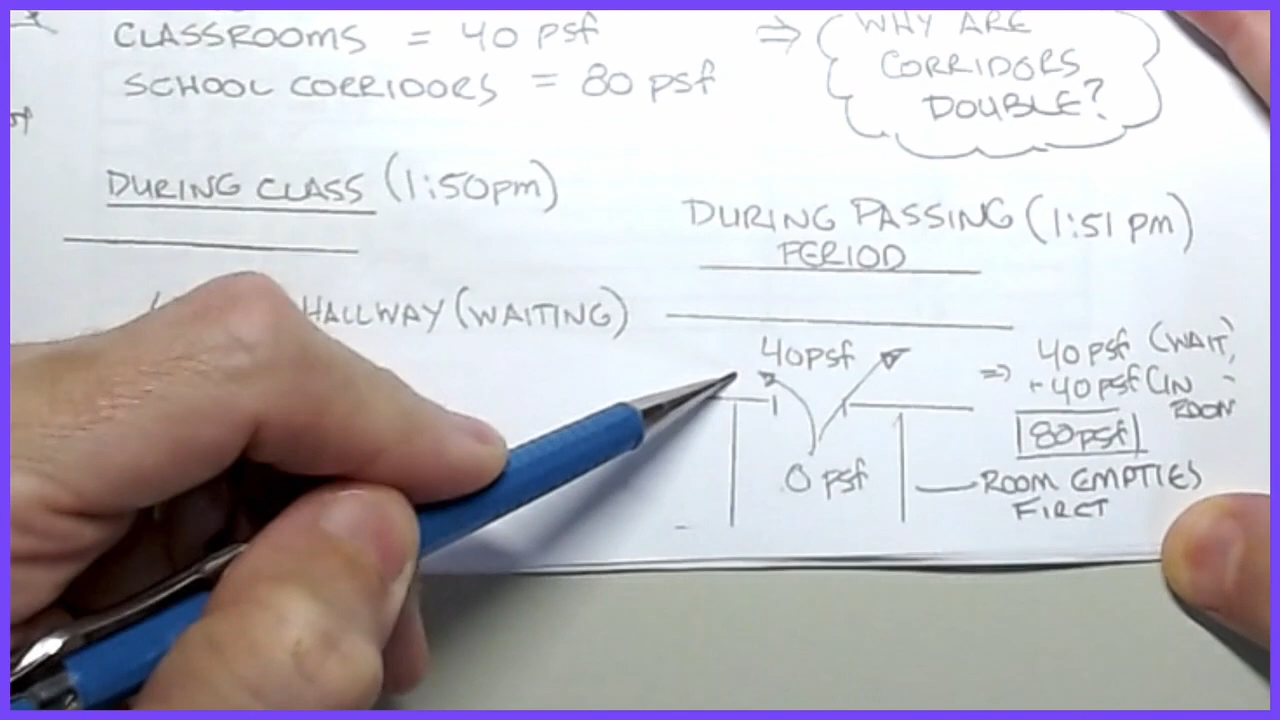 CLASSROOMS = 40 psf
SCHOOL CORRIDORS = 80 psf
⇒ WHY ARE
CORRIDORS
DOUBLE?
DURING CLASS (1:50pm)
HALLWAY (WAITING)
DURING PASSING (1:51 pm)
PERIOD
40psf
0 psf
⇒ 40 psf (WAIT)
+ 40 psf (IN
ROOM
80psf
ROOM EMPTIES
FIRST